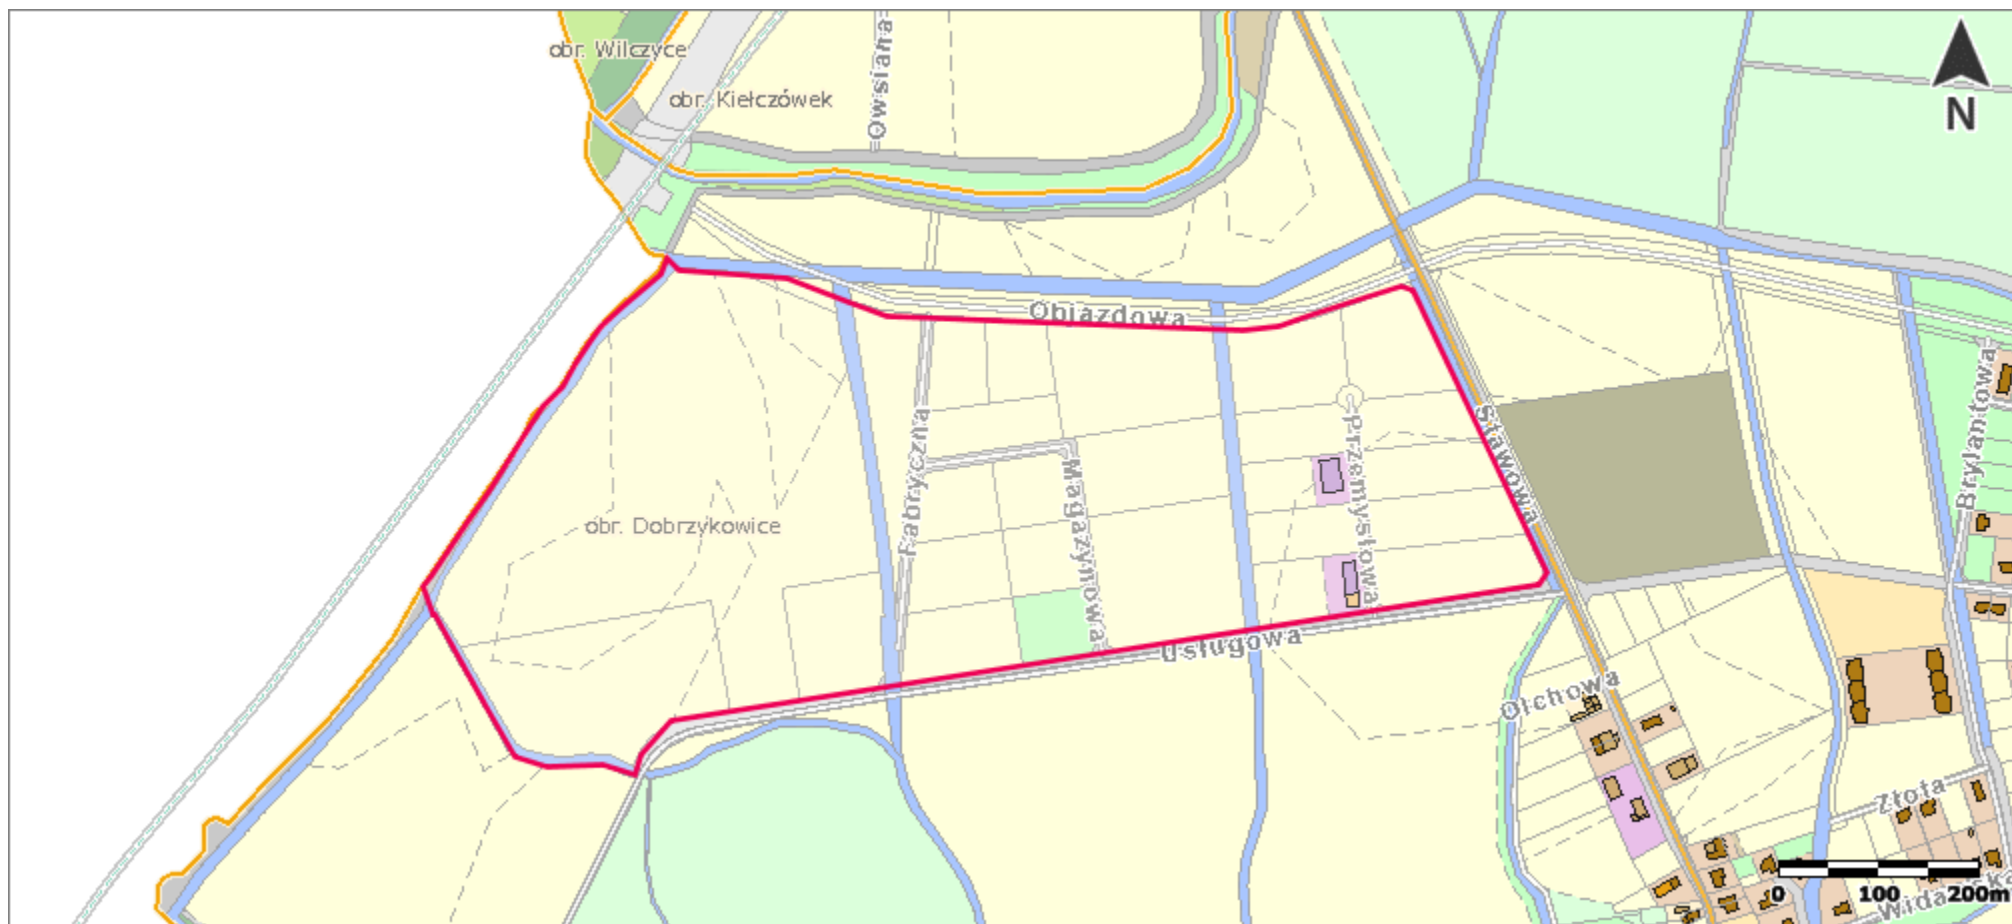 obr. Wilczyce
Owsiana
obr. Kiełczówek
N
Objazdowa
Stawowa
Brylantowa
Fabryczna
Przemysłowa
Magazynowa
obr. Dobrzykowice
Usługowa
Olchowa
Złota
0 100 200m